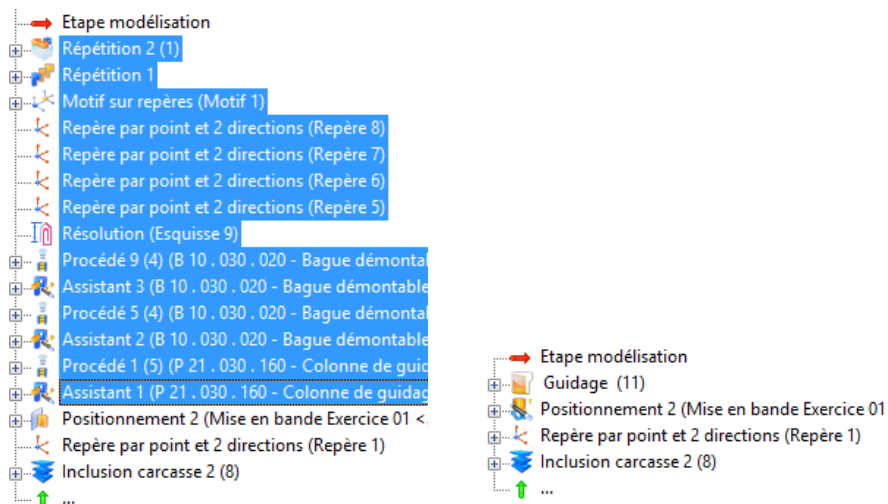 Etape modélisation
Répétition 2 (1)
Répétition 1
Motif sur repères (Motif 1)
Repère par point et 2 directions (Repère 8)
Repère par point et 2 directions (Repère 7)
Repère par point et 2 directions (Repère 6)
Repère par point et 2 directions (Repère 5)
Résolution (Esquisse 9)
Procédé 9 (4) (B 10 . 030 . 020 - Bague démontal
Assistant 3 (B 10 . 030 . 020 - Bague démontable
Procédé 5 (4) (B 10 . 030 . 020 - Bague démontal
Assistant 2 (B 10 . 030 . 020 - Bague démontable
Procédé 1 (5) (P 21 . 030 . 160 - Colonne de guid
Assistant 1 (P 21 . 030 . 160 - Colonne de guidag
Positionnement 2 (Mise en bande Exercice 01 <.
Repère par point et 2 directions (Repère 1)
Inclusion carcasse 2 (8)
...
Etape modélisation
Guidage (11)
Positionnement 2 (Mise en bande Exercice 01
Repère par point et 2 directions (Repère 1)
Inclusion carcasse 2 (8)
...